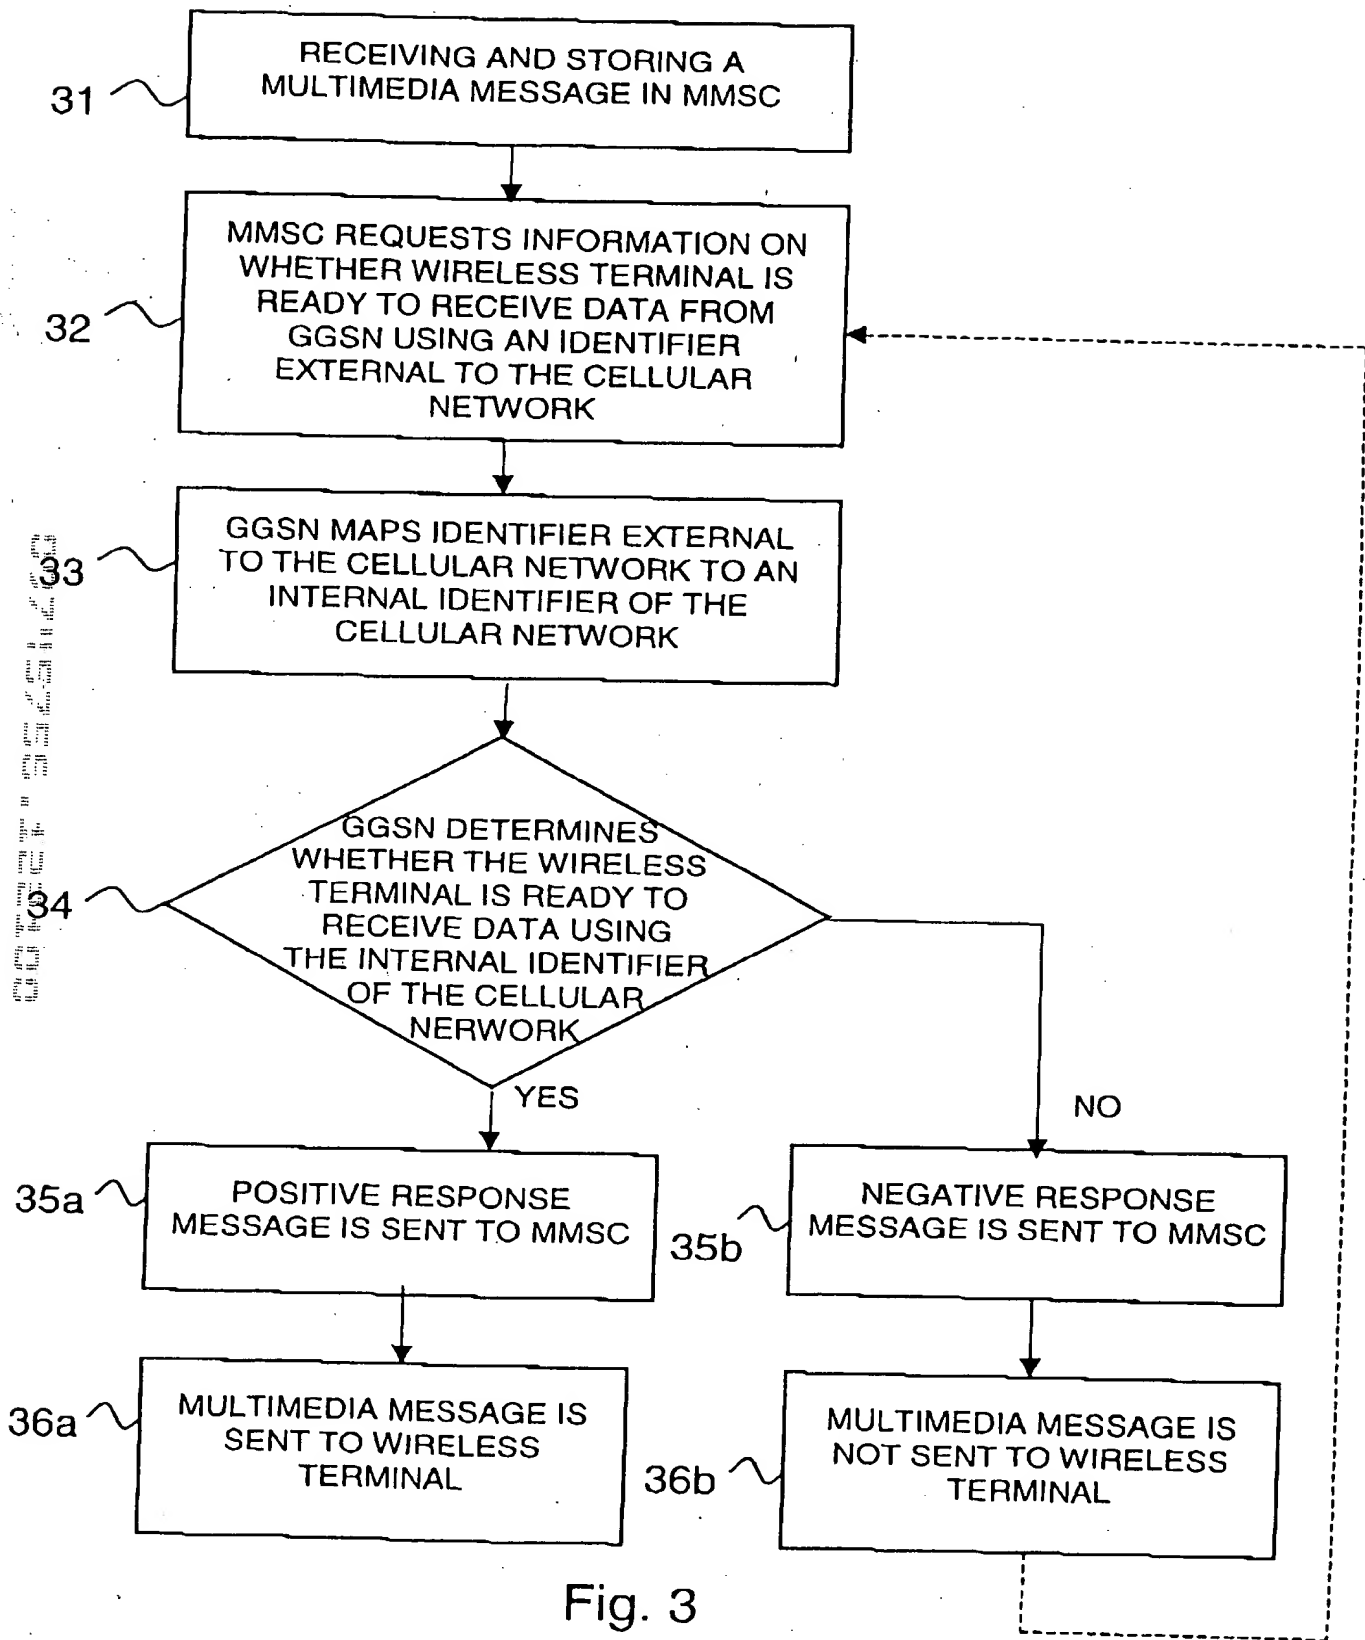 RECEIVING AND STORING A
MULTIMEDIA MESSAGE IN MMSC
31
MMSC REQUESTS INFORMATION ON
WHETHER WIRELESS TERMINAL IS
READY TO RECEIVE DATA FROM
GGSN USING AN IDENTIFIER
EXTERNAL TO THE CELLULAR
NETWORK
32
GGSN MAPS IDENTIFIER EXTERNAL
TO THE CELLULAR NETWORK TO AN
INTERNAL IDENTIFIER OF THE
CELLULAR NETWORK
33
GGSN DETERMINES
WHETHER THE WIRELESS
TERMINAL IS READY TO
RECEIVE DATA USING
THE INTERNAL IDENTIFIER
OF THE CELLULAR
NERWORK
34
YES
NO
35a
POSITIVE RESPONSE
MESSAGE IS SENT TO MMSC
35b
NEGATIVE RESPONSE
MESSAGE IS SENT TO MMSC
36a
MULTIMEDIA MESSAGE IS
SENT TO WIRELESS
TERMINAL
36b
MULTIMEDIA MESSAGE IS
NOT SENT TO WIRELESS
TERMINAL
Fig. 3